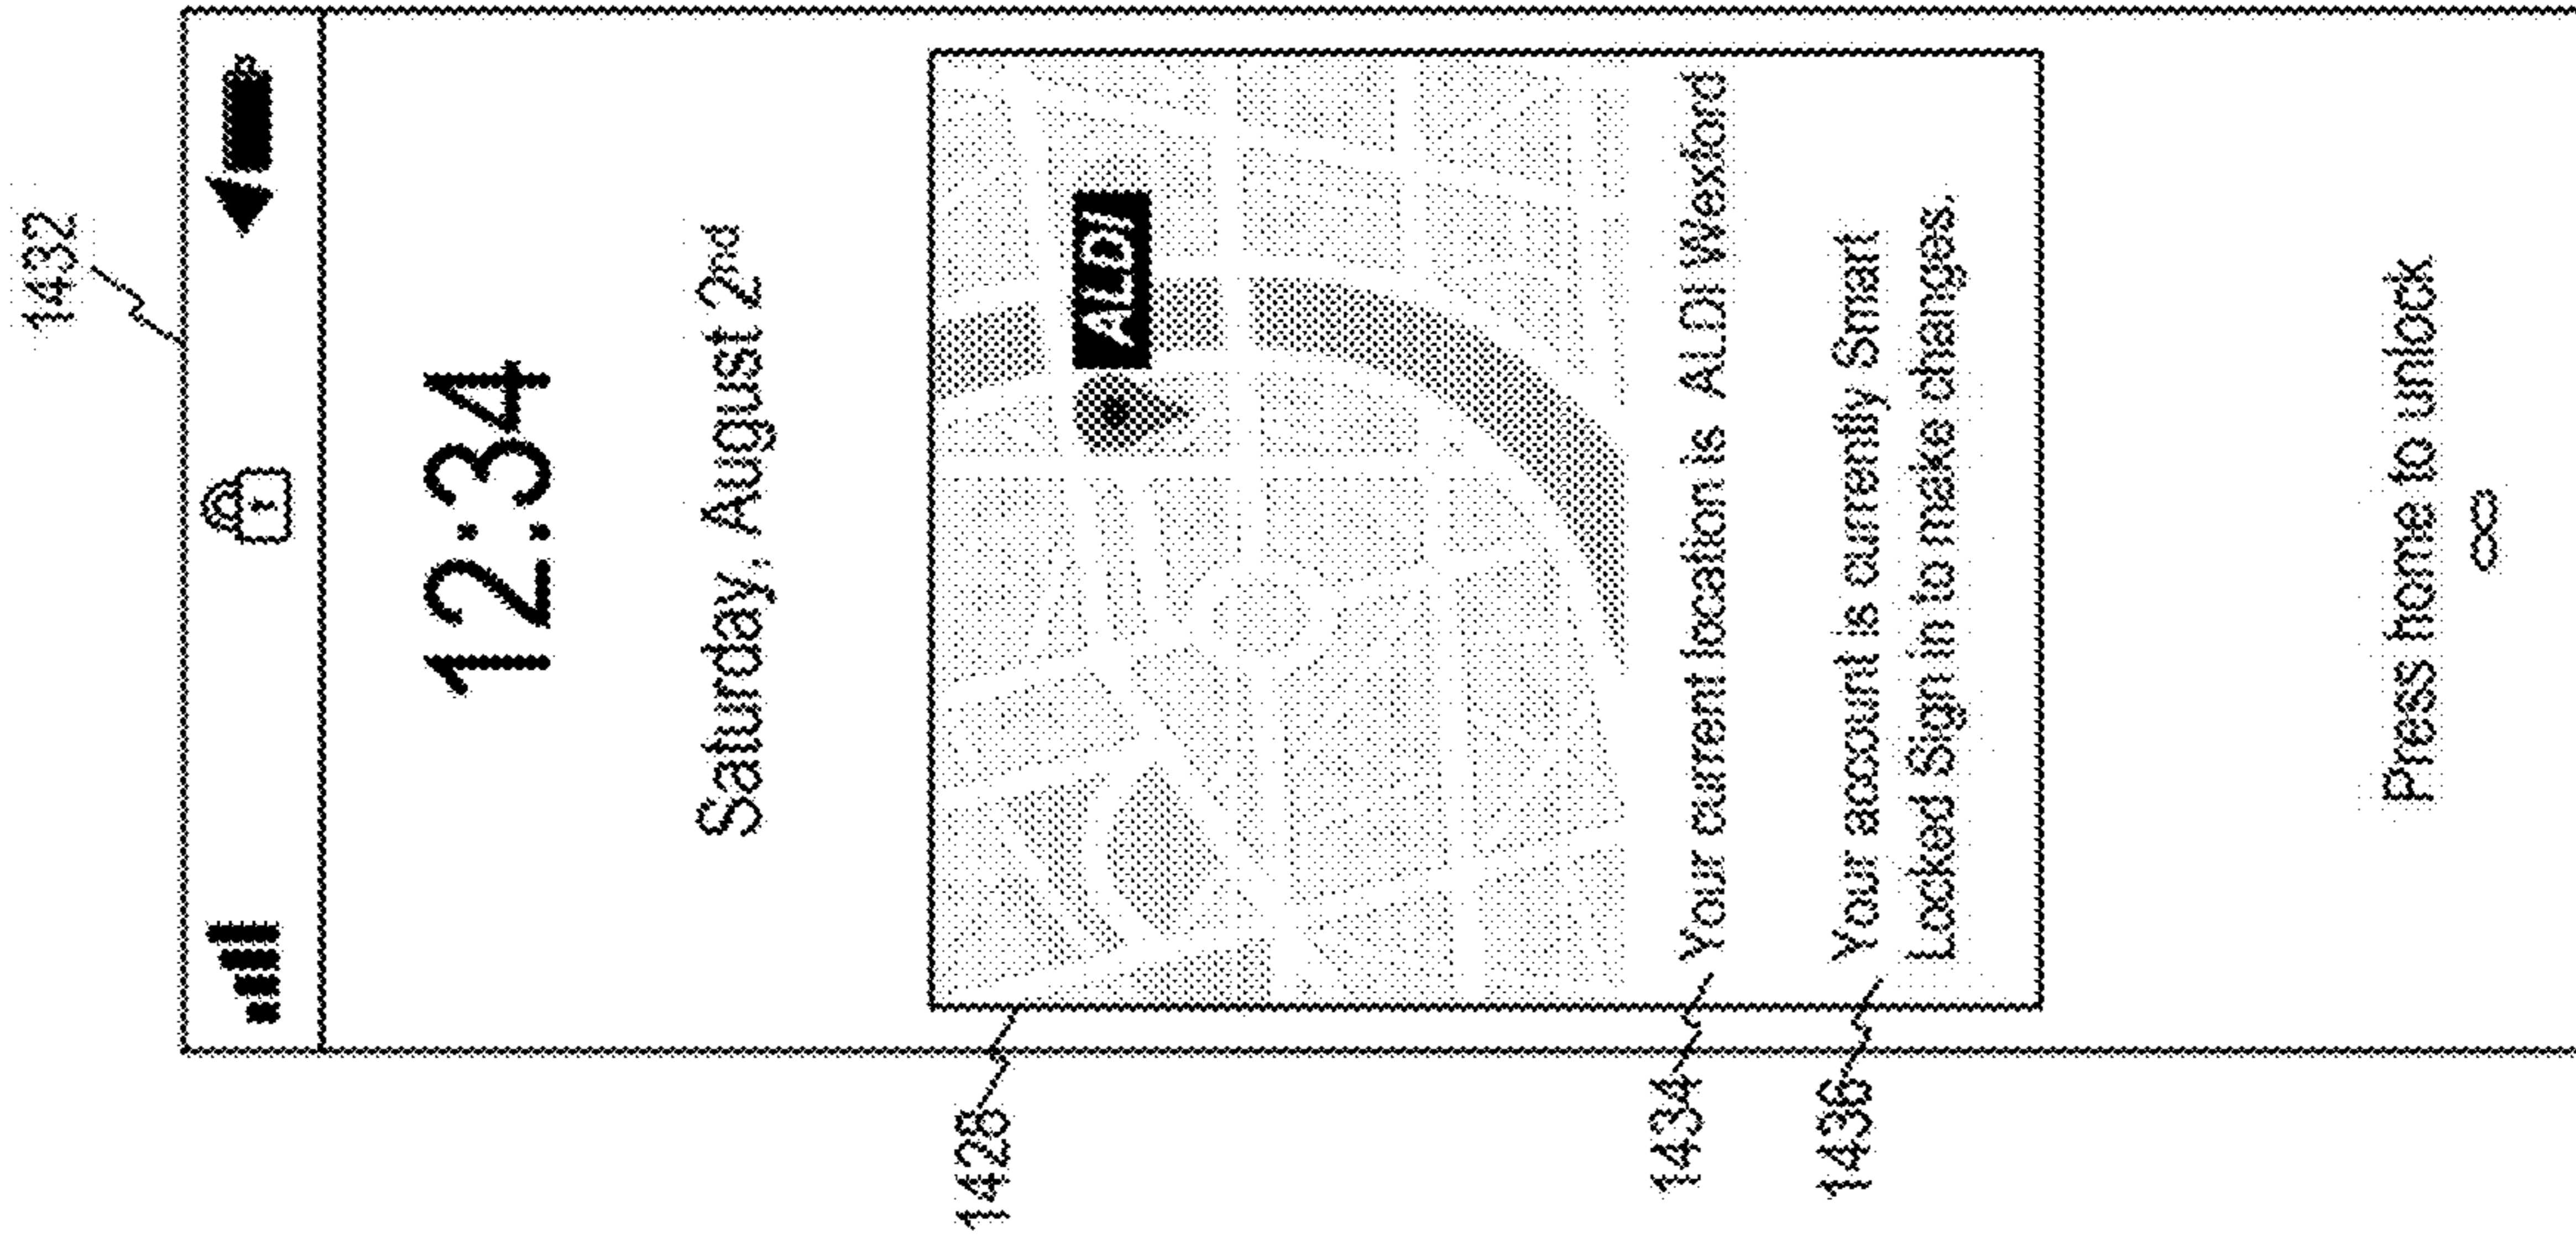 1432
12:34
Saturday, August 2nd
ALDI
1428
1434
Your current location is ALDI Wexford
1436
Your account is currently Smart
Locked Sign in to make changes.
Press home to unlock